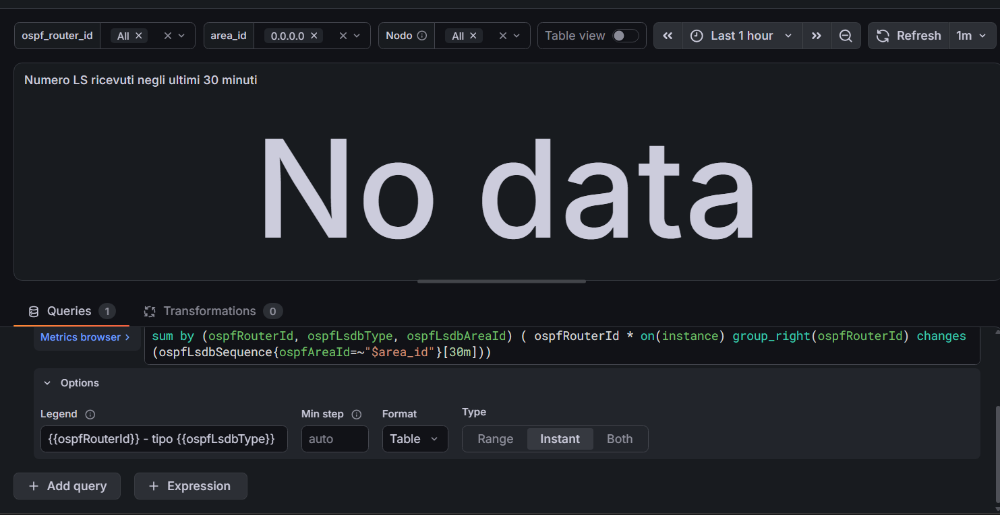 ospf_router_id All area_id 0.0.0.0 Nodo All Table view Last 1 hour Refresh 1m
Numero LS ricevuti negli ultimi 30 minuti
No data
Queries 1 Transformations 0
Metrics browser > sum by (ospfRouterId, ospfLsdbType, ospfLsdbAreaId) ( ospfRouterId * on(instance) group_right(ospfRouterId) changes
(ospfLsdbSequence{ospfAreaId=~"$area_id"}[30m]))
Options
Legend Min step Format Type
{{ospfRouterId}} - tipo {{ospfLsdbType}} auto Table Range Instant Both
+ Add query + Expression